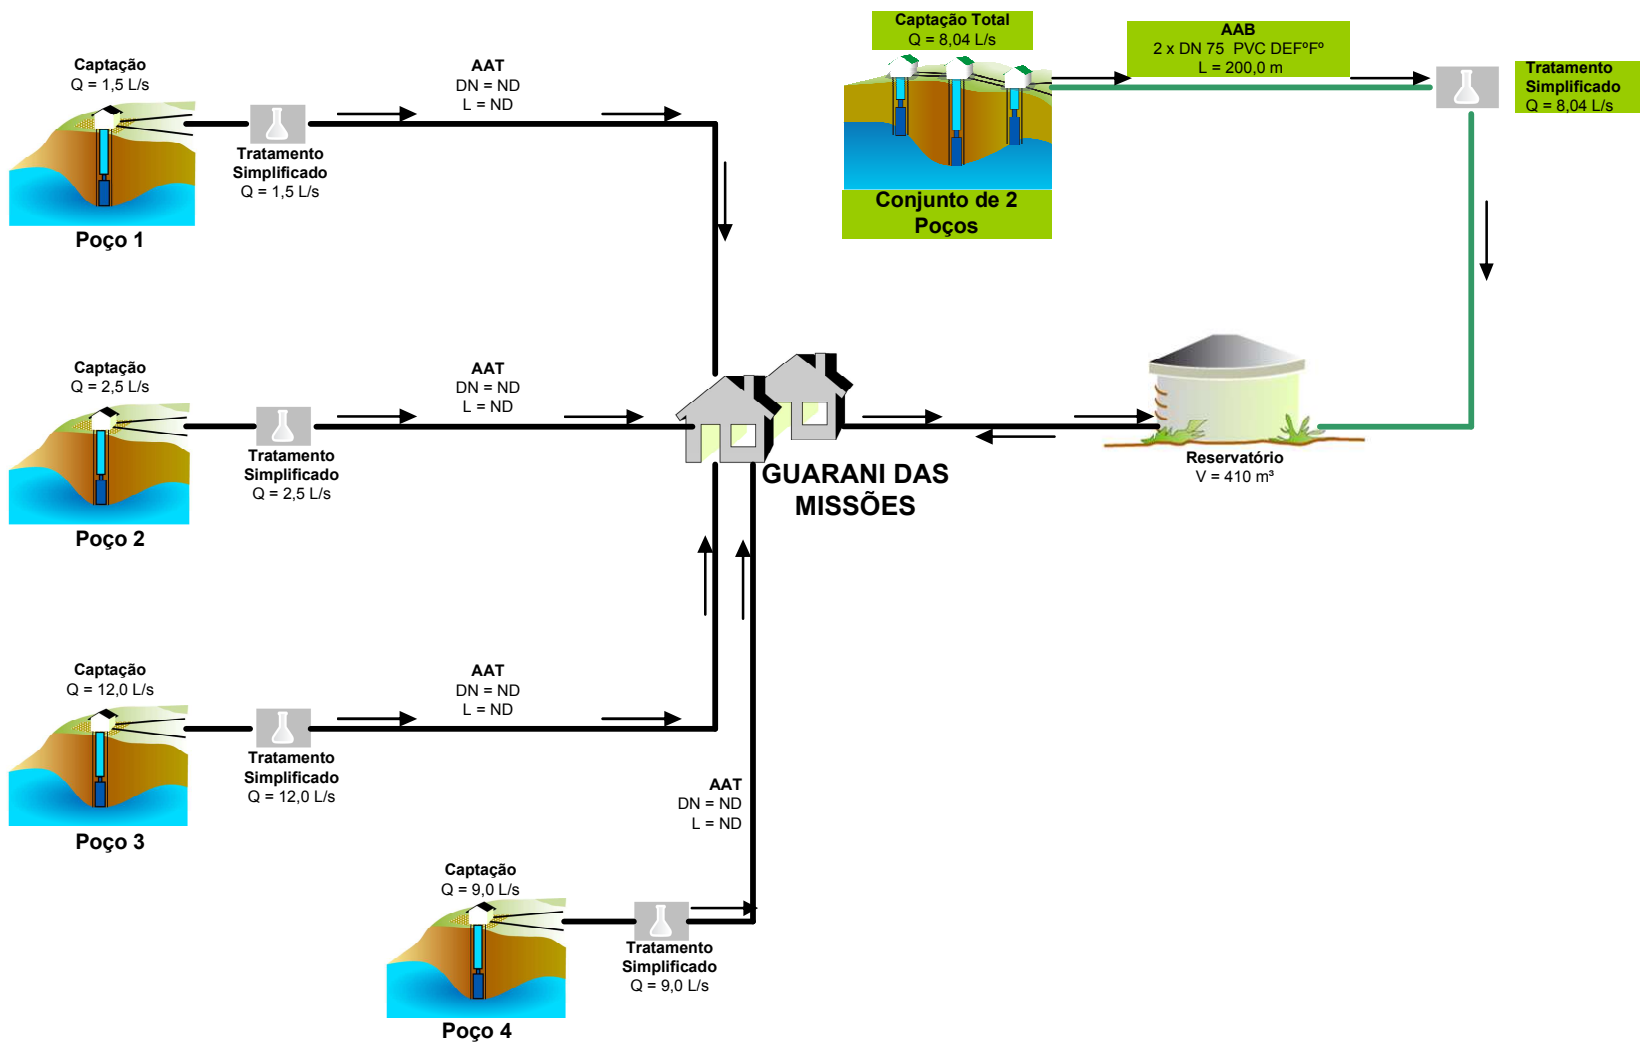 Captação
Q = 1,5 L/s
Poço 1
Tratamento
Simplificado
Q = 1,5 L/s
AAT
DN = ND
L = ND
Captação Total
Q = 8,04 L/s
Conjunto de 2
Poços
AAB
2 x DN 75  PVC DEFºFº
L = 200,0 m
Tratamento
Simplificado
Q = 8,04 L/s
Captação
Q = 2,5 L/s
Poço 2
Tratamento
Simplificado
Q = 2,5 L/s
AAT
DN = ND
L = ND
GUARANI DAS
MISSÕES
Reservatório
V = 410 m³
Captação
Q = 12,0 L/s
Poço 3
Tratamento
Simplificado
Q = 12,0 L/s
AAT
DN = ND
L = ND
AAT
DN = ND
L = ND
Captação
Q = 9,0 L/s
Poço 4
Tratamento
Simplificado
Q = 9,0 L/s